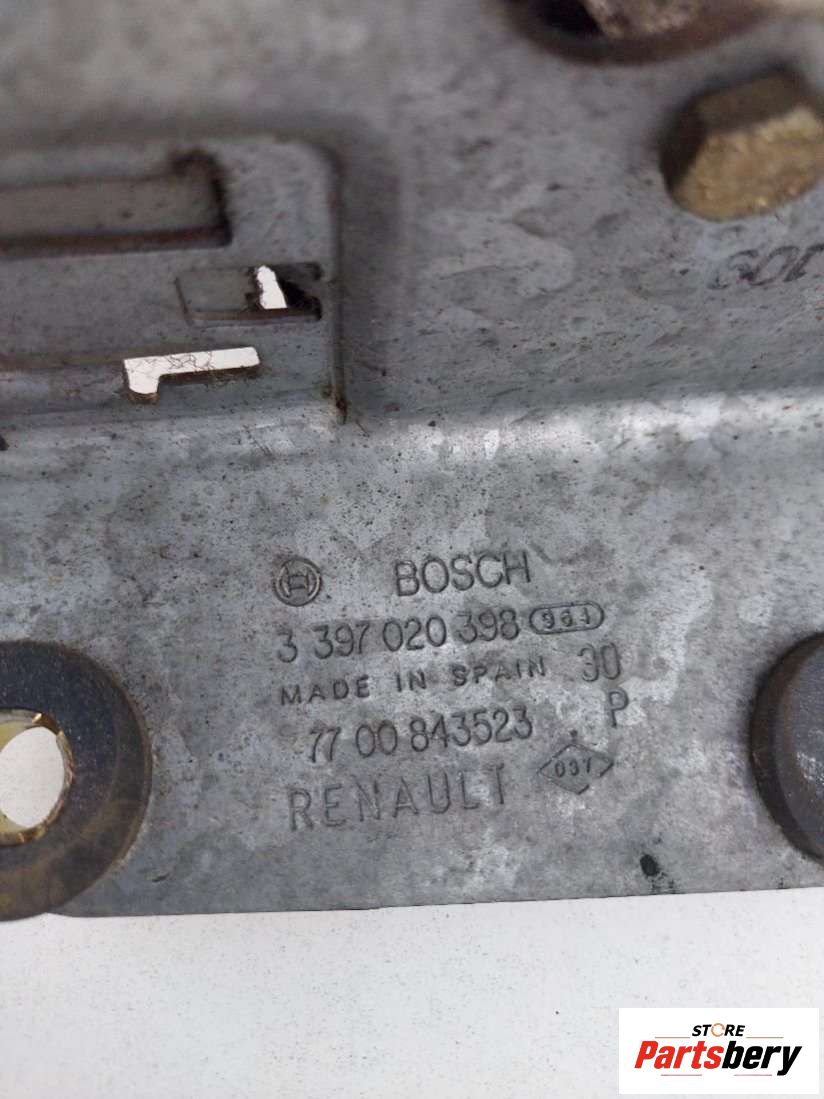 BOSCH
3 397 020 398 964
MADE IN SPAIN 30
P
77 00 843523
RENAULT 037
STORE
Partsbery